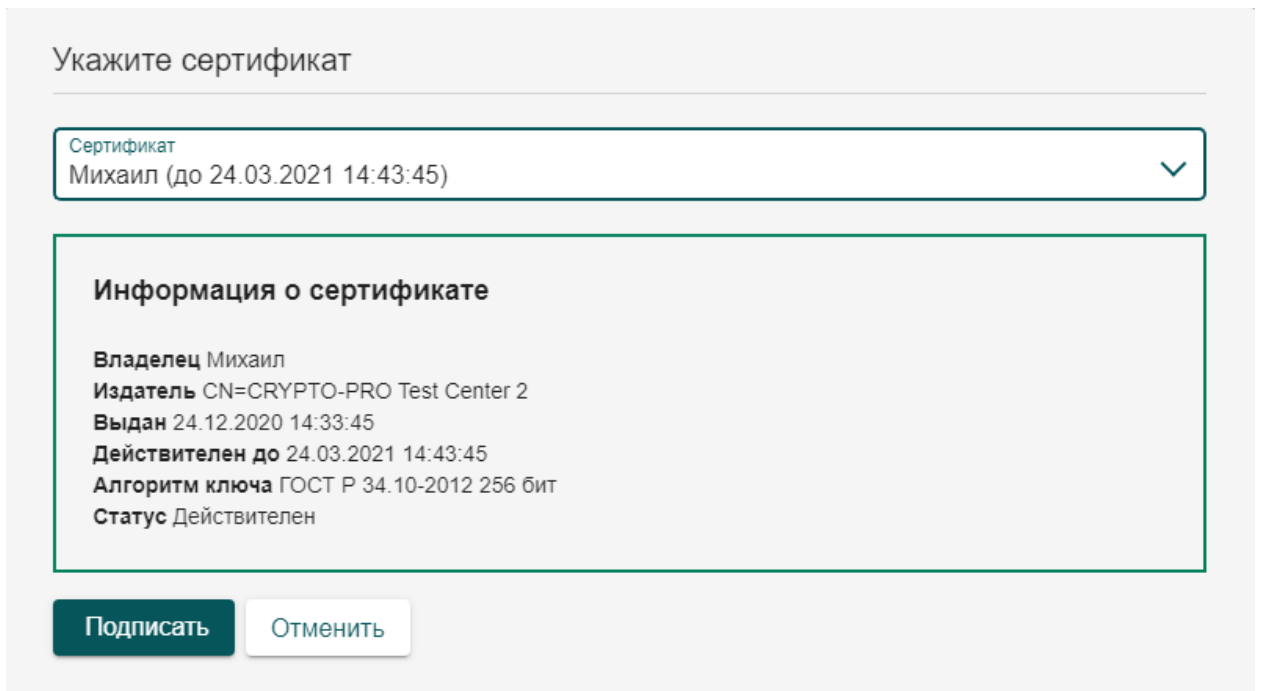 Укажите сертификат
Сертификат
Михаил (до 24.03.2021 14:43:45)
Информация о сертификате
Владелец Михаил
Издатель CN=CRYPTO-PRO Test Center 2
Выдан 24.12.2020 14:33:45
Действителен до 24.03.2021 14:43:45
Алгоритм ключа ГОСТ Р 34.10-2012 256 бит
Статус Действителен
Подписать
Отменить